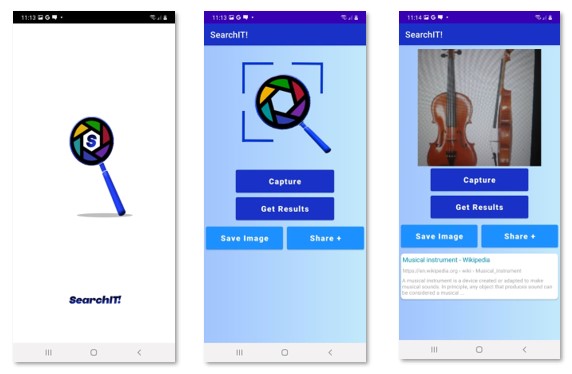 11:13
S
SearchIT!
11:13
SearchIT!
Capture
Get Results
Save Image
Share +
11:14
SearchIT!
Capture
Get Results
Save Image
Share +
Musical instrument - Wikipedia
https://en.wikipedia.org › wiki › Musical_instrument
A musical instrument is a device created or adapted to make
musical sounds. In principle, any object that produces sound can
be considered a musical ...